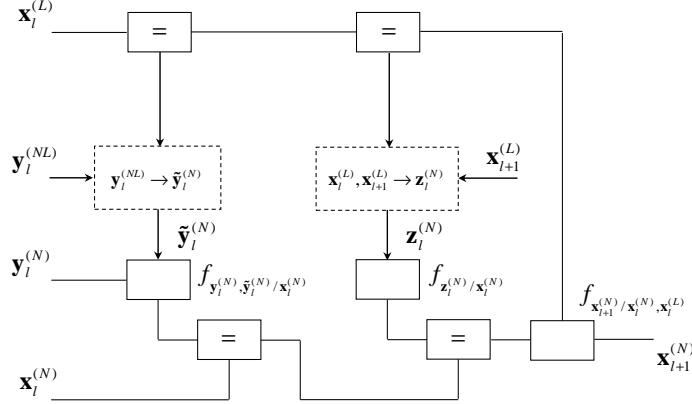 𝐱_l^{(L)}
= =
𝐲_l^{(NL)} 𝐲_l^{(NL)} → 𝐲̃_l^{(N)} 𝐱_l^{(L)}, 𝐱_{l+1}^{(L)} → 𝐳_l^{(N)} 𝐱_{l+1}^{(L)}
𝐲̃_l^{(N)} 𝐳_l^{(N)}
𝐲_l^{(N)} f_{𝐲_l^{(N)}, 𝐲̃_l^{(N)} / 𝐱_l^{(N)}} f_{𝐳_l^{(N)} / 𝐱_l^{(N)}} f_{𝐱_{l+1}^{(N)} / 𝐱_l^{(N)}, 𝐱_l^{(L)}}
= =
𝐱_{l+1}^{(N)}
𝐱_l^{(N)}